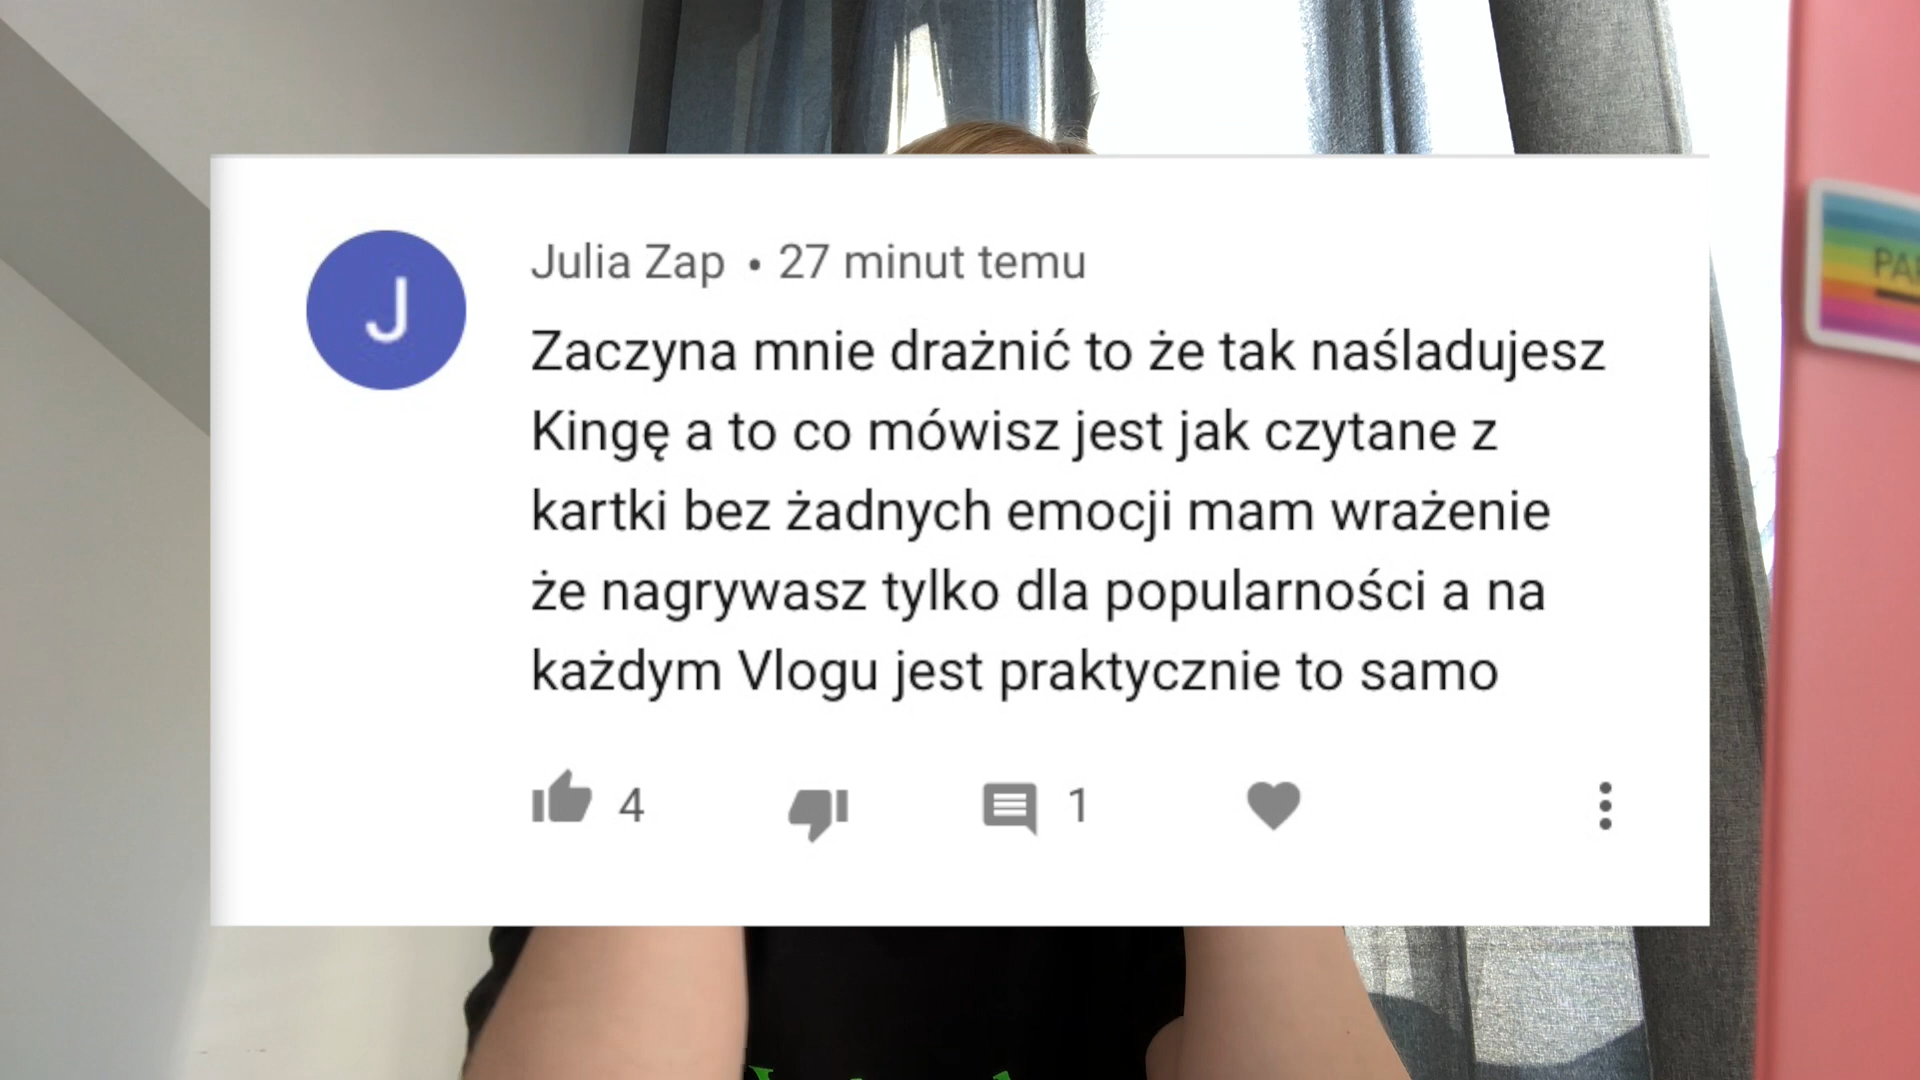 Julia Zap • 27 minut temu
Zaczyna mnie drażnić to że tak naśladujesz
Kingę a to co mówisz jest jak czytane z
kartki bez żadnych emocji mam wrażenie
że nagrywasz tylko dla popularności a na
każdym Vlogu jest praktycznie to samo
4
1